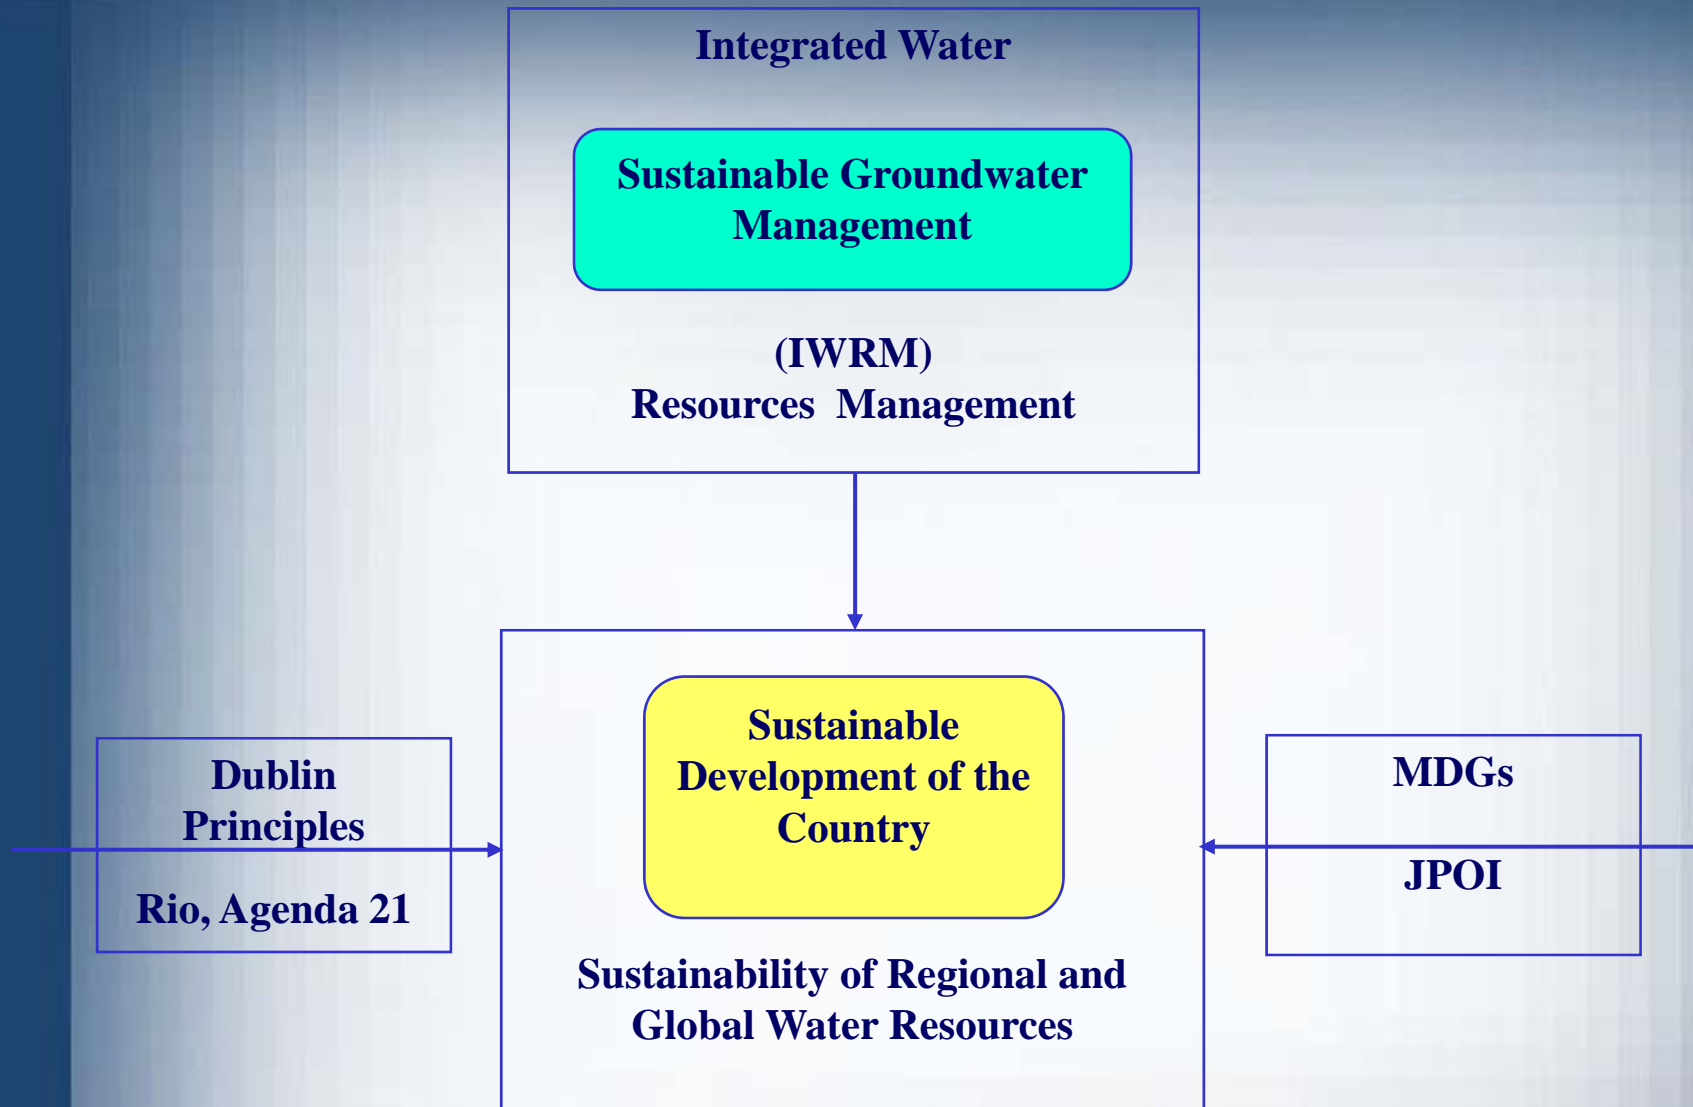 Integrated Water
Sustainable Groundwater
Management
(IWRM)
Resources  Management
Sustainable
Development of the
Country
Sustainability of Regional and
Global Water Resources
Dublin
Principles
Rio, Agenda 21
MDGs
JPOI